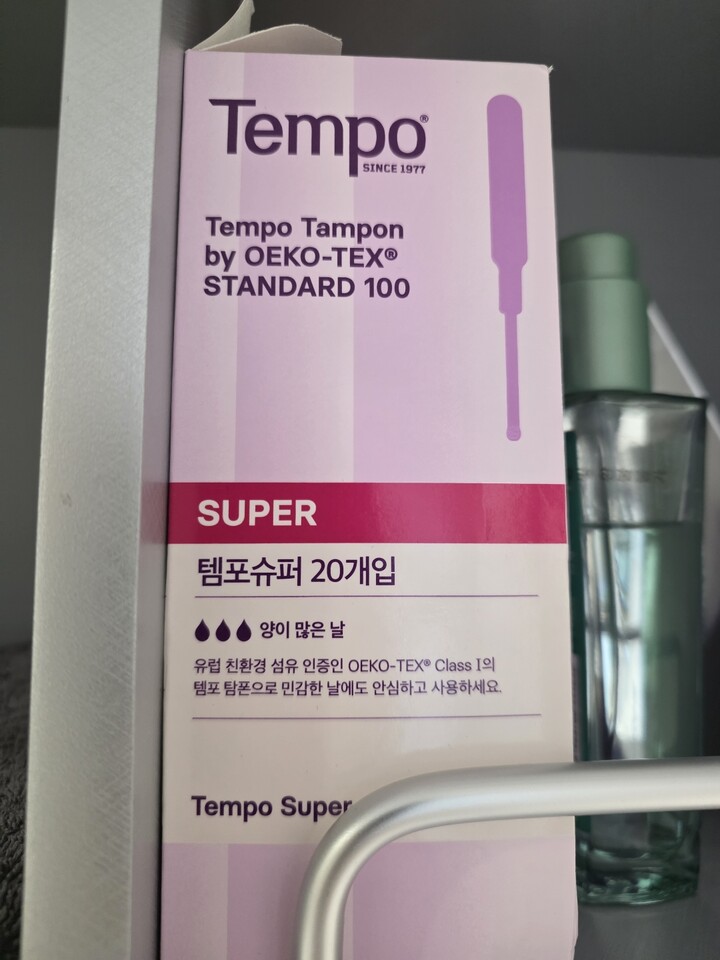 Tempo®
SINCE 1977
Tempo Tampon
by OEKO-TEX®
STANDARD 100
SUPER
템포슈퍼 20개입
양이 많은 날
유럽 친환경 섬유 인증인 OEKO-TEX® Class I의
템포 탐폰으로 민감한 날에도 안심하고 사용하세요.
Tempo Super